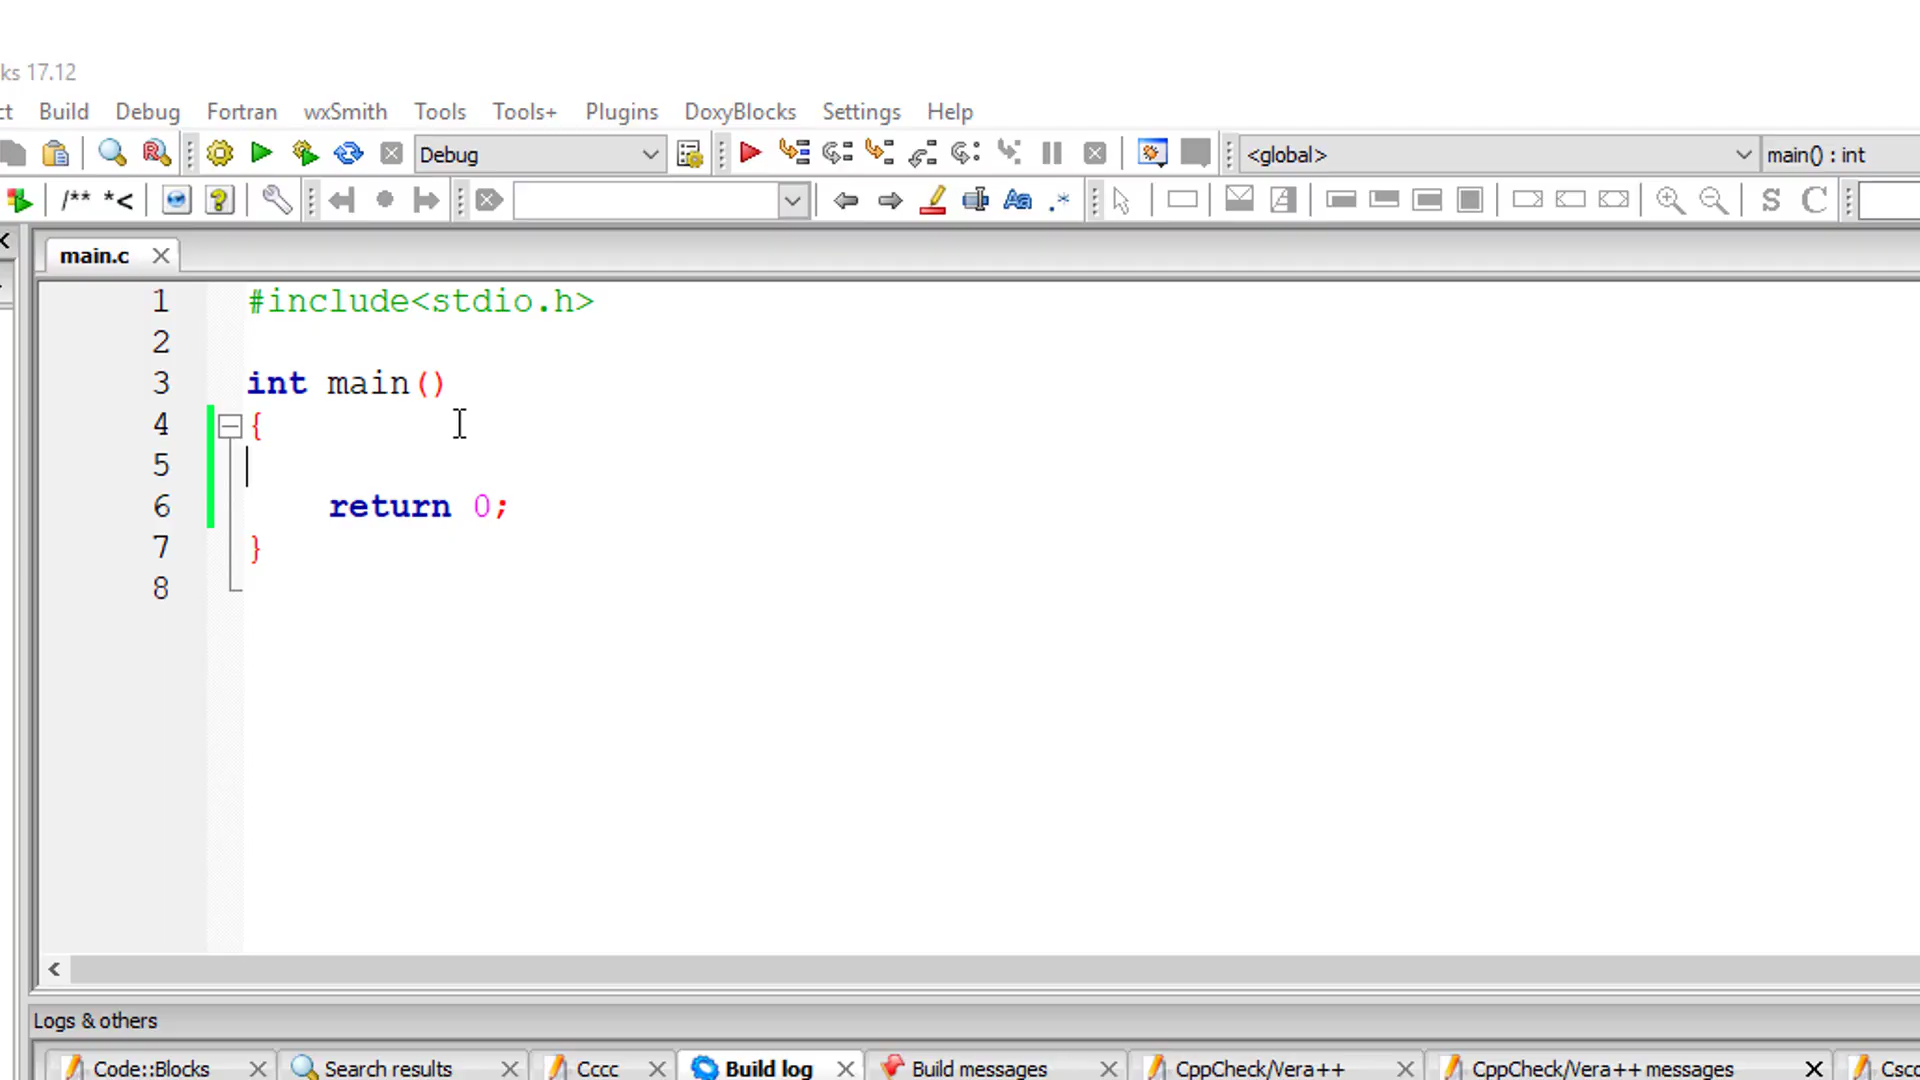 ks 17.12
ct Build Debug Fortran wxSmith Tools Tools+ Plugins DoxyBlocks Settings Help
Debug <global> main() : int
/** *< Aa .* S C
main.c
1 #include<stdio.h>
2
3 int main()
4 {
5
6 return 0;
7 }
8
Logs & others
Code::Blocks Search results Cccc Build log Build messages CppCheck/Vera++ CppCheck/Vera++ messages Csco